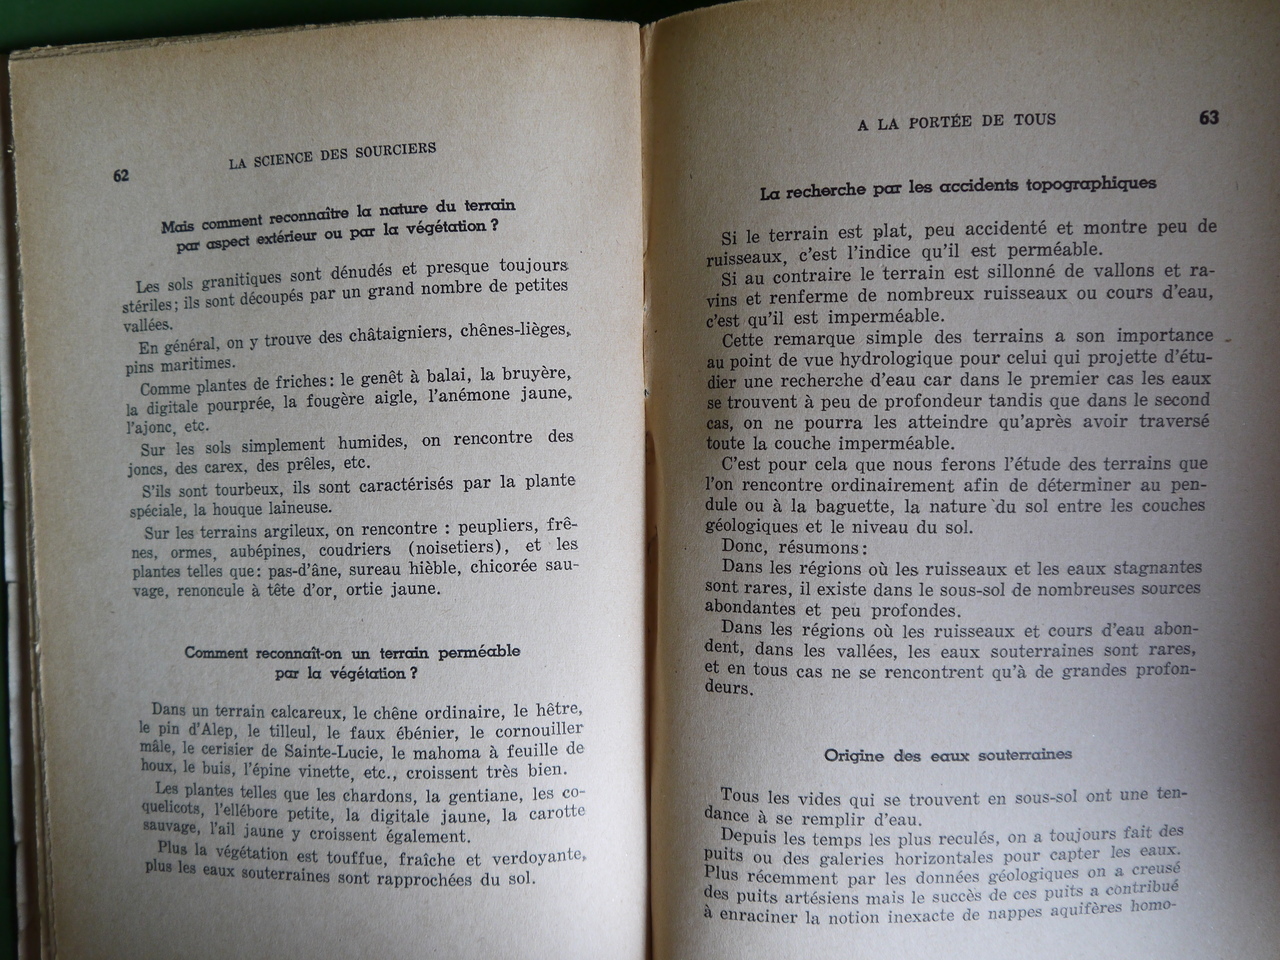 62
LA SCIENCE DES SOURCIERS
Mais comment reconnaître la nature du terrain
par aspect extérieur ou par la végétation ?
Les sols granitiques sont dénudés et presque toujours
stériles ; ils sont découpés par un grand nombre de petites
vallées.
En général, on y trouve des châtaigniers, chênes-lièges,
pins maritimes.
Comme plantes de friches : le genêt à balai, la bruyère,
la digitale pourprée, la fougère aigle, l'anémone jaune,
l'ajonc, etc.
Sur les sols simplement humides, on rencontre des
joncs, des carex, des prêles, etc.
S'ils sont tourbeux, ils sont caractérisés par la plante
spéciale, la houque laineuse.
Sur les terrains argileux, on rencontre : peupliers, frê-
nes, ormes, aubépines, coudriers (noisetiers), et les
plantes telles que : pas-d'âne, sureau hièble, chicorée sau-
vage, renoncule à tête d'or, ortie jaune.
Comment reconnaît-on un terrain perméable
par la végétation ?
Dans un terrain calcareux, le chêne ordinaire, le hêtre,
le pin d'Alep, le tilleul, le faux ébénier, le cornouiller
mâle, le cerisier de Sainte-Lucie, le mahoma à feuille de
houx, le buis, l'épine vinette, etc., croissent très bien.
Les plantes telles que les chardons, la gentiane, les co-
quelicots, l'ellébore petite, la digitale jaune, la carotte
sauvage, l'ail jaune y croissent également.
Plus la végétation est touffue, fraîche et verdoyante,
plus les eaux souterraines sont rapprochées du sol.
A LA PORTÉE DE TOUS
63
La recherche par les accidents topographiques
Si le terrain est plat, peu accidenté et montre peu de
ruisseaux, c'est l'indice qu'il est perméable.
Si au contraire le terrain est sillonné de vallons et ra-
vins et renferme de nombreux ruisseaux ou cours d'eau,
c'est qu'il est imperméable.
Cette remarque simple des terrains a son importance
au point de vue hydrologique pour celui qui projette d'étu-
dier une recherche d'eau car dans le premier cas les eaux
se trouvent à peu de profondeur tandis que dans le second
cas, on ne pourra les atteindre qu'après avoir traversé
toute la couche imperméable.
C'est pour cela que nous ferons l'étude des terrains que
l'on rencontre ordinairement afin de déterminer au pen-
dule ou à la baguette, la nature du sol entre les couches
géologiques et le niveau du sol.
Donc, résumons :
Dans les régions où les ruisseaux et les eaux stagnantes
sont rares, il existe dans le sous-sol de nombreuses sources
abondantes et peu profondes.
Dans les régions où les ruisseaux et cours d'eau abon-
dent, dans les vallées, les eaux souterraines sont rares,
et en tous cas ne se rencontrent qu'à de grandes profon-
deurs.
Origine des eaux souterraines
Tous les vides qui se trouvent en sous-sol ont une ten-
dance à se remplir d'eau.
Depuis les temps les plus reculés, on a toujours fait des
puits ou des galeries horizontales pour capter les eaux.
Plus récemment par les données géologiques on a creusé
des puits artésiens mais le succès de ces puits a contribué
à enraciner la notion inexacte de nappes aquifères homo-